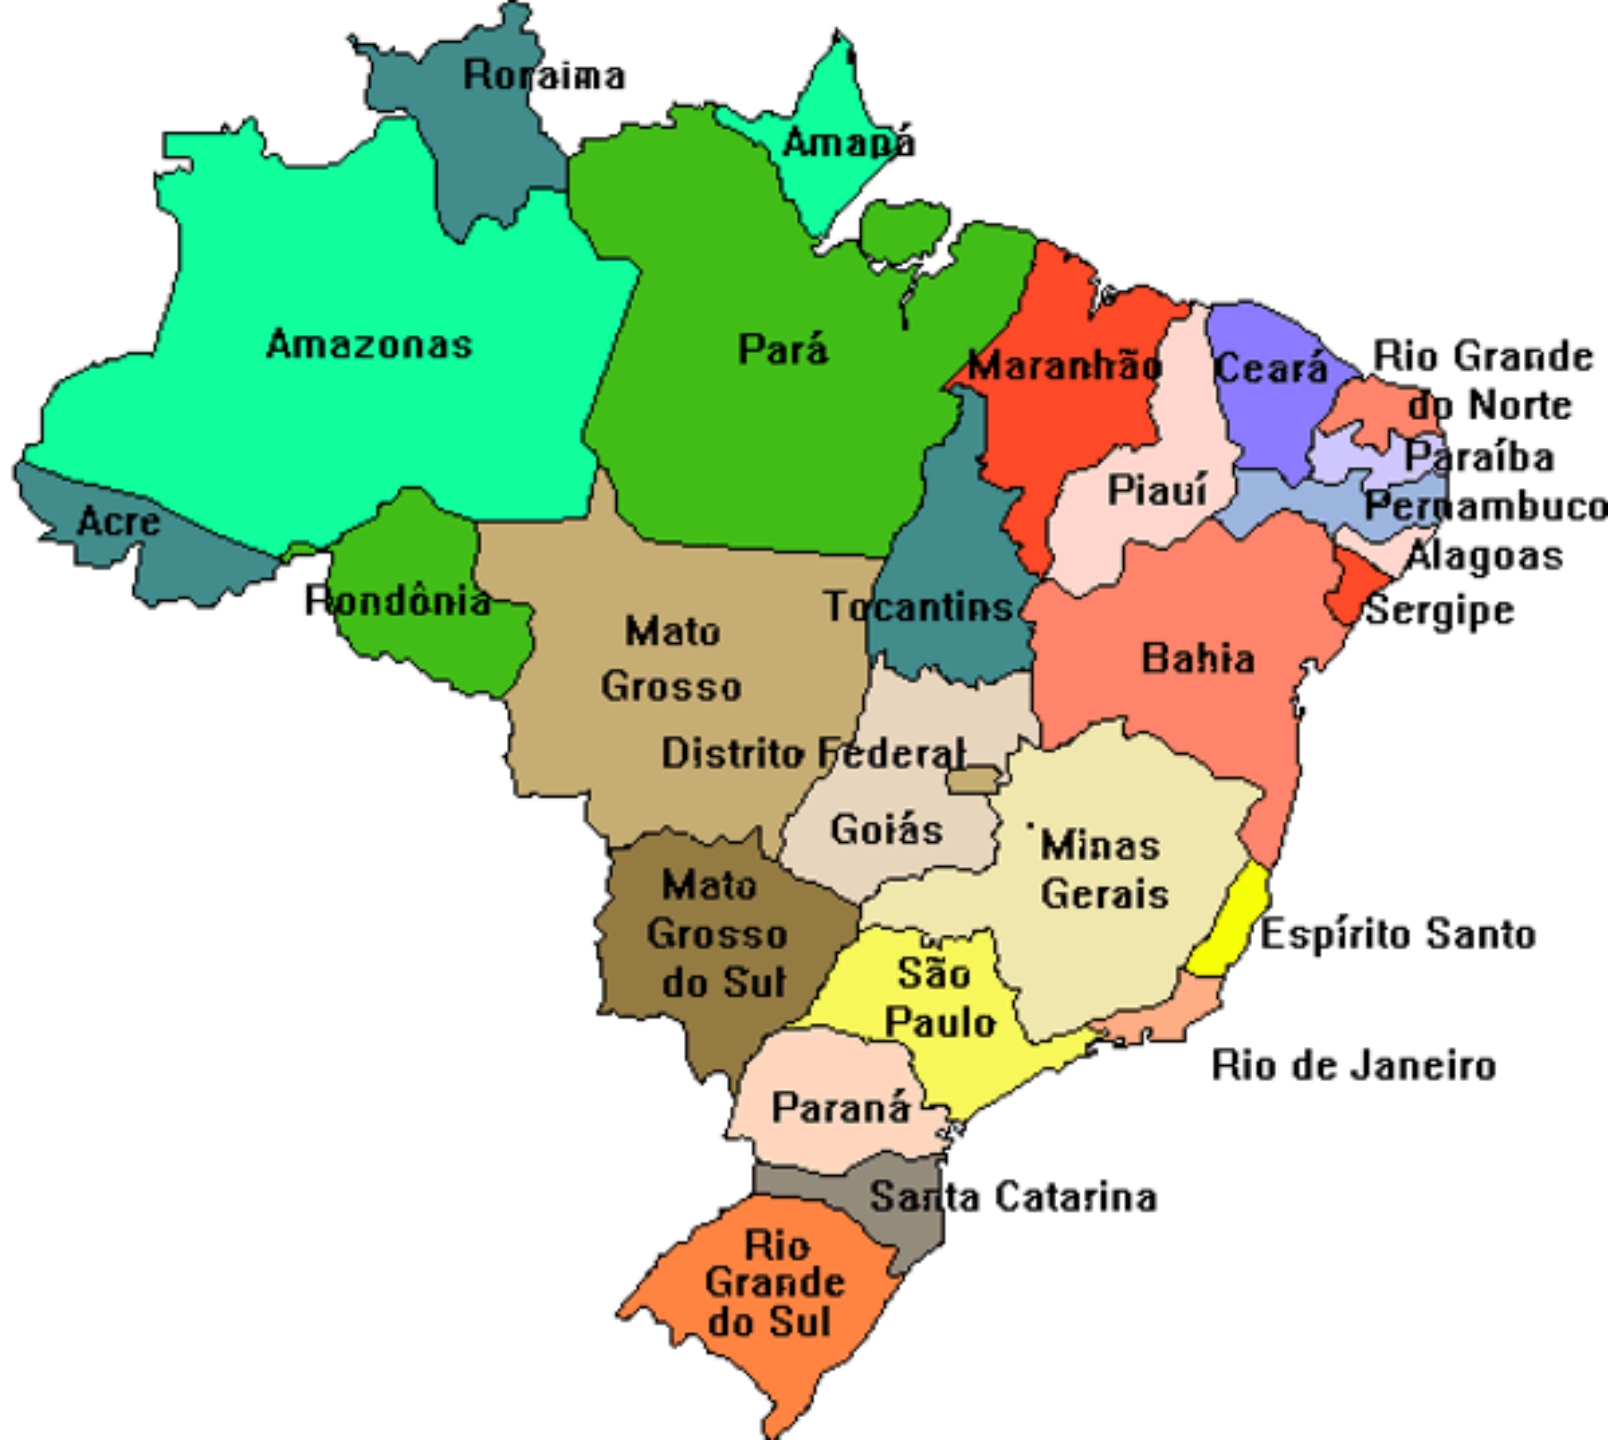 Roraima
Amapá
Amazonas
Pará
Maranhão
Ceará
Rio Grande
do Norte
Paraíba
Piauí
Pernambuco
Acre
Alagoas
Rondônia
Tocantins
Sergipe
Mato
Grosso
Bahia
Distrito Federal
Goiás
Minas
Gerais
Mato
Grosso
do Sul
Espírito Santo
São
Paulo
Rio de Janeiro
Paraná
Santa Catarina
Rio
Grande
do Sul